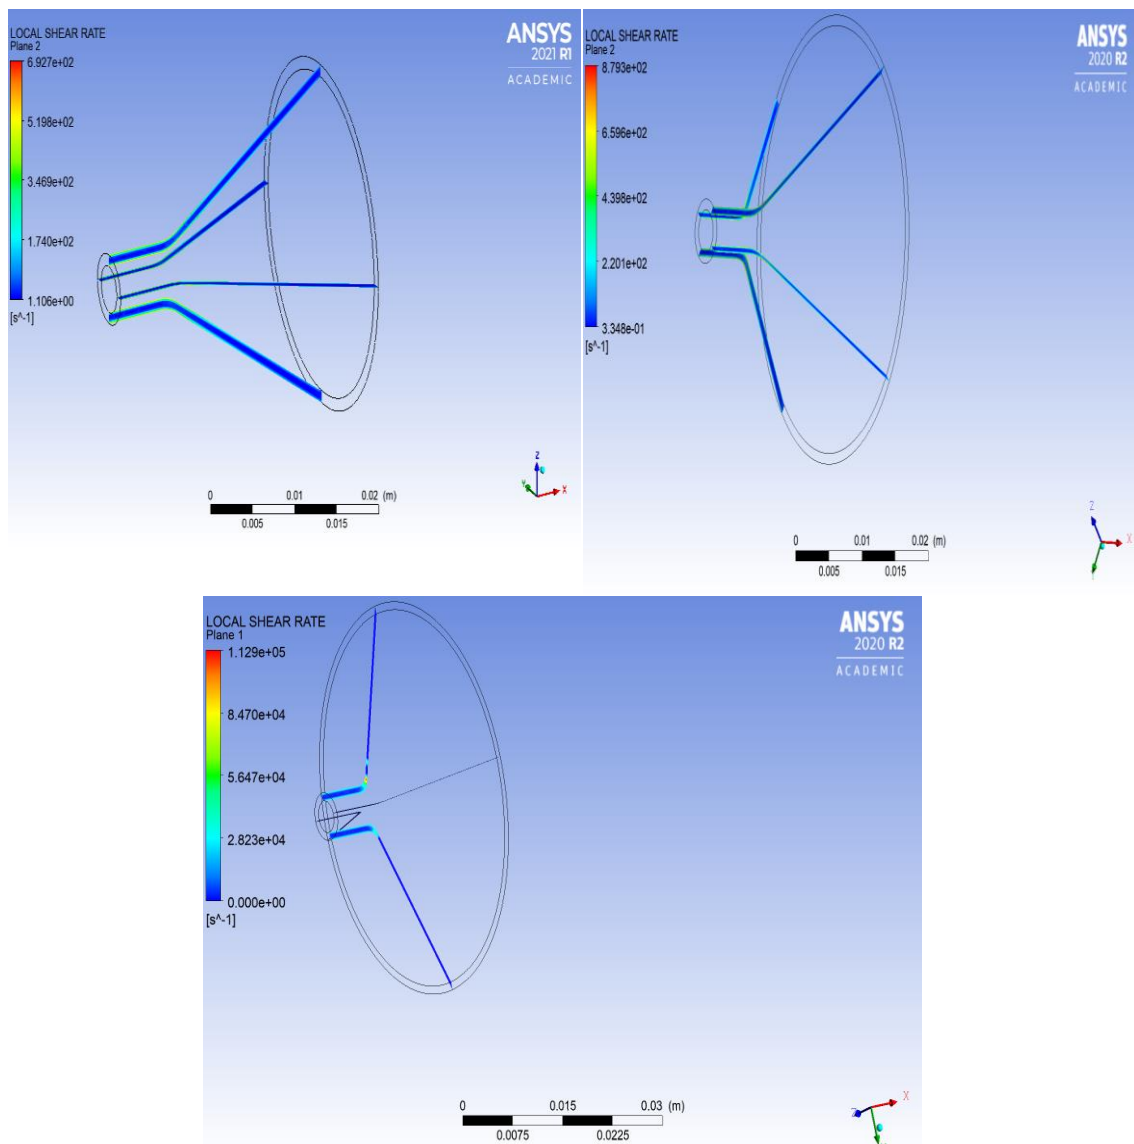 LOCAL SHEAR RATE
Plane 2
6.927e+02
5.198e+02
3.469e+02
1.740e+02
1.106e+00
[s^-1]
ANSYS
2021 R1
ACADEMIC
Z
Y
X
0 0.01 0.02 (m)
0.005 0.015
LOCAL SHEAR RATE
Plane 2
8.793e+02
6.596e+02
4.398e+02
2.201e+02
3.348e-01
[s^-1]
ANSYS
2020 R2
ACADEMIC
Z
X
0 0.01 0.02 (m)
0.005 0.015
LOCAL SHEAR RATE
Plane 1
1.129e+05
8.470e+04
5.647e+04
2.823e+04
0.000e+00
[s^-1]
ANSYS
2020 R2
ACADEMIC
X
Z
0 0.015 0.03 (m)
0.0075 0.0225